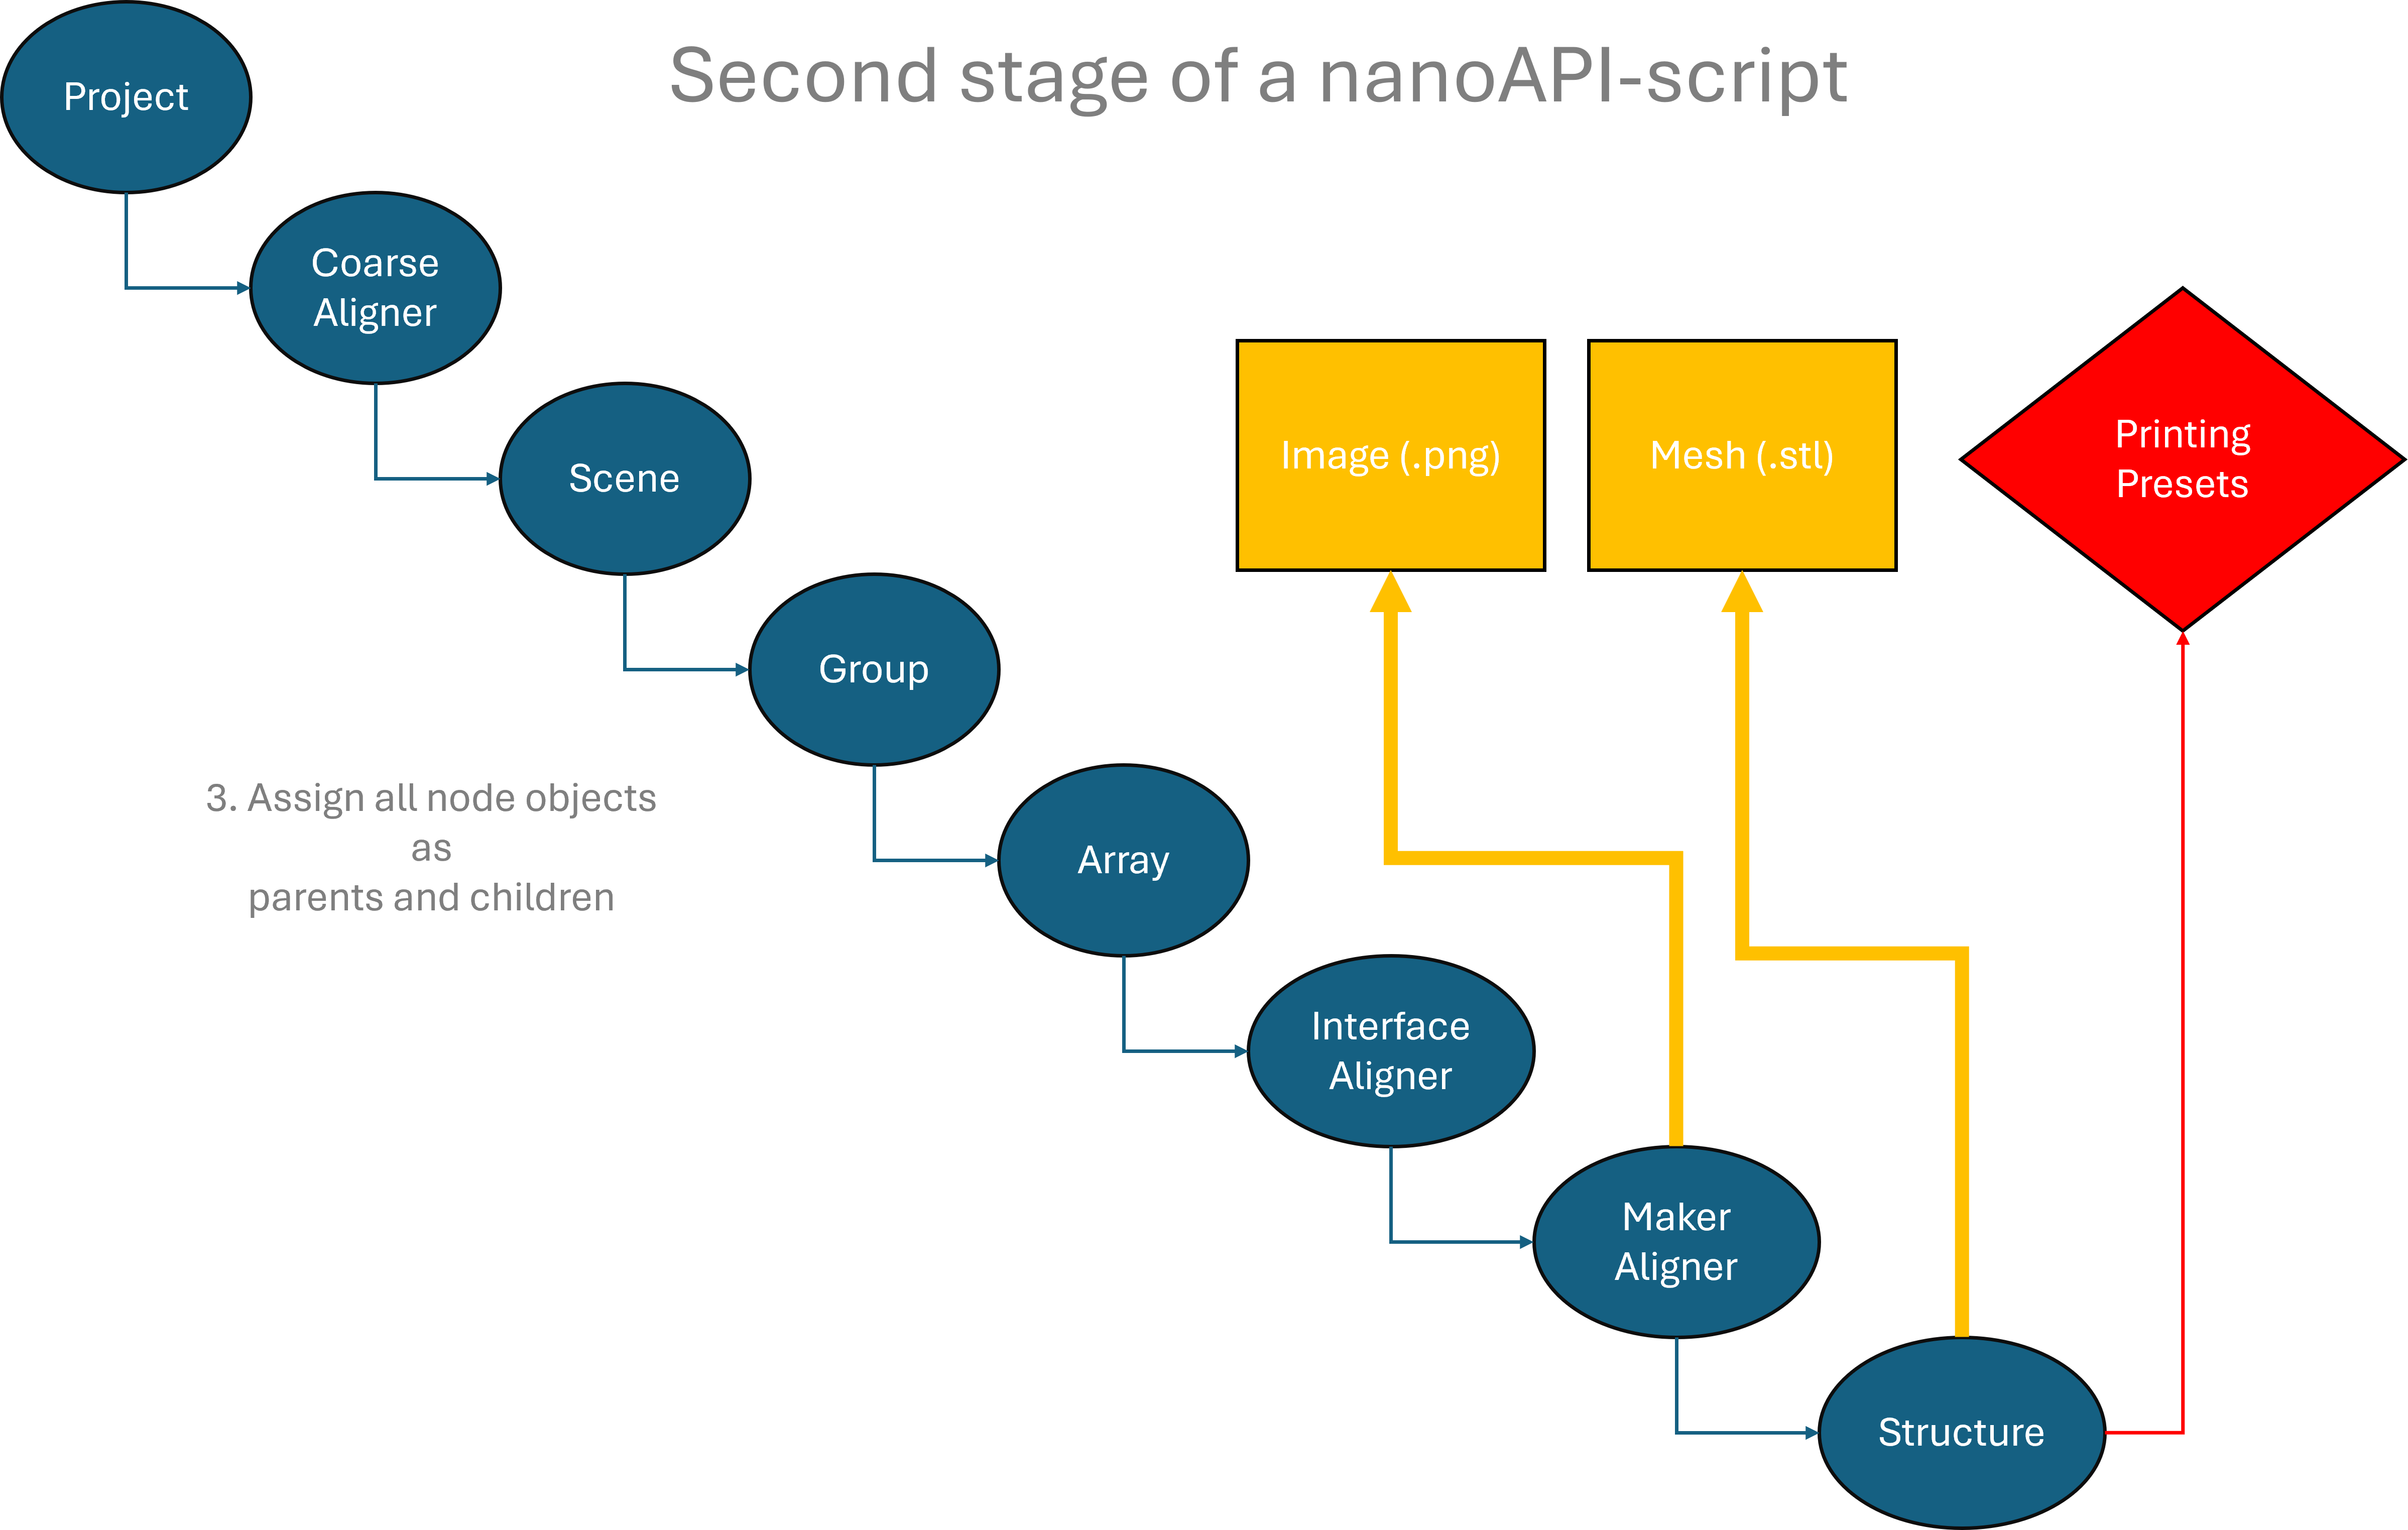 Second stage of a nanoAPI-script
Project
Coarse
Aligner
Scene
Group
Array
Interface
Aligner
Maker
Aligner
Structure
Image (.png)
Mesh (.stl)
Printing
Presets
3. Assign all node objects
as
parents and children